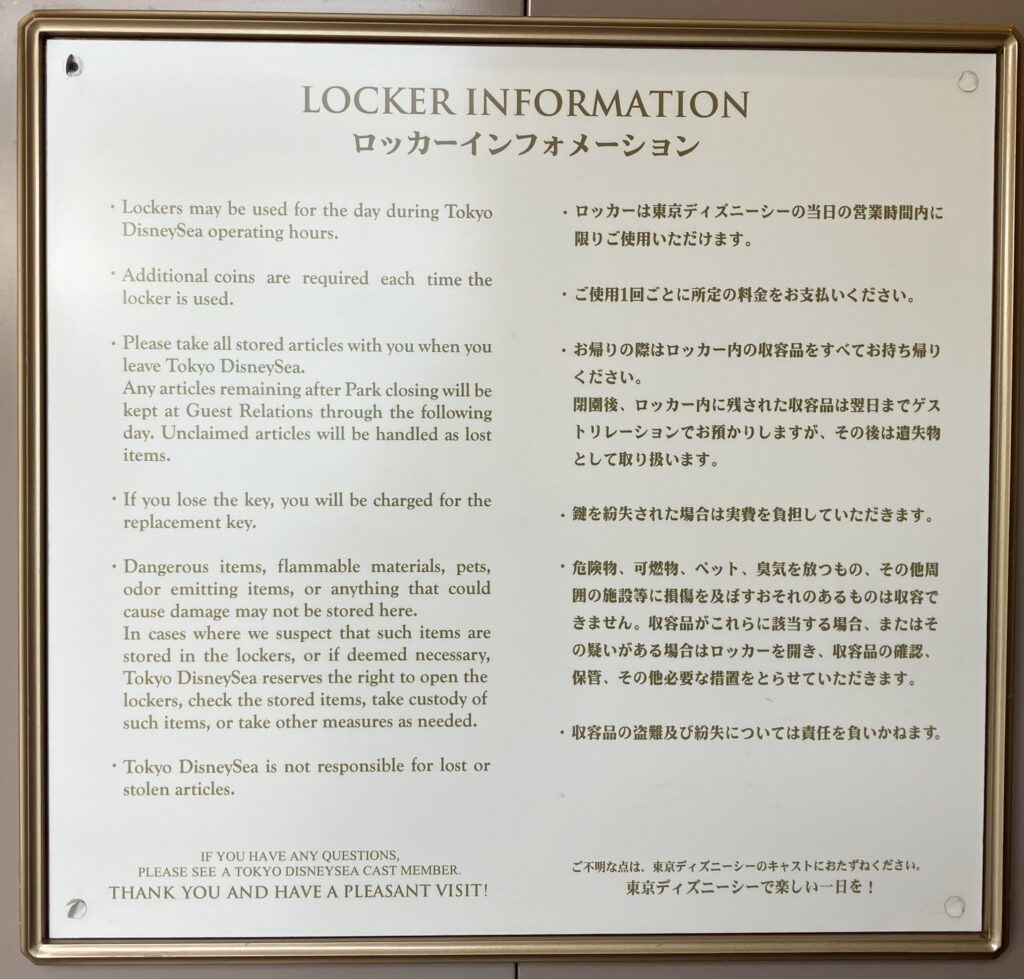 LOCKER INFORMATION
ロッカーインフォメーション
・Lockers may be used for the day during Tokyo
DisneySea operating hours.
・Additional coins are required each time the
locker is used.
・Please take all stored articles with you when you
leave Tokyo DisneySea.
Any articles remaining after Park closing will be
kept at Guest Relations through the following
day. Unclaimed articles will be handled as lost
items.
・If you lose the key, you will be charged for the
replacement key.
・Dangerous items, flammable materials, pets,
odor emitting items, or anything that could
cause damage may not be stored here.
In cases where we suspect that such items are
stored in the lockers, or if deemed necessary,
Tokyo DisneySea reserves the right to open the
lockers, check the stored items, take custody of
such items, or take other measures as needed.
・Tokyo DisneySea is not responsible for lost or
stolen articles.
IF YOU HAVE ANY QUESTIONS,
PLEASE SEE A TOKYO DISNEYSEA CAST MEMBER.
THANK YOU AND HAVE A PLEASANT VISIT!
・ロッカーは東京ディズニーシーの当日の営業時間内に
限りご使用いただけます。
・ご使用1回ごとに所定の料金をお支払いください。
・お帰りの際はロッカー内の収容品をすべてお持ち帰り
ください。
閉園後、ロッカー内に残された収容品は翌日までゲス
トリレーションでお預かりしますが、その後は遺失物
として取り扱います。
・鍵を紛失された場合は実費を負担していただきます。
・危険物、可燃物、ペット、臭気を放つもの、その他周
囲の施設等に損傷を及ぼすおそれのあるものは収容で
きません。収容品がこれらに該当する場合、またはそ
の疑いがある場合はロッカーを開き、収容品の確認、
保管、その他必要な措置をとらせていただきます。
・収容品の盗難及び紛失については責任を負いかねます。
ご不明な点は、東京ディズニーシーのキャストにおたずねください。
東京ディズニーシーで楽しい一日を！